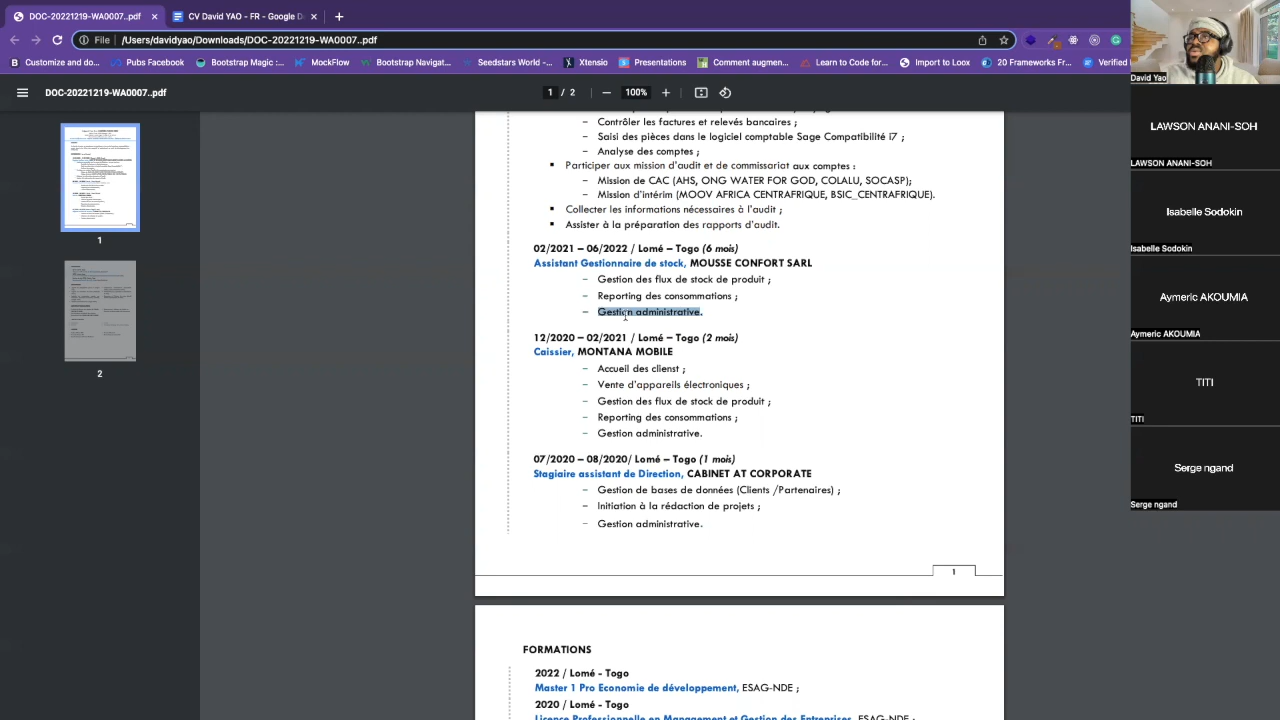 DOC-20221219-WA0007..pdf
CV David YAO - FR - Google D
File
/Users/davidyao/Downloads/DOC-20221219-WA0007..pdf
Customize and do...
Pubs Facebook
Bootstrap Magic :...
MockFlow
Bootstrap Navigat...
Seedstars World -...
Xtensio
Presentations
Comment augmen...
Learn to Code for...
Import to Loox
20 Frameworks Fr...
Verified
DOC-20221219-WA0007..pdf
1 / 2
100%
1
2
Contrôler les factures et relevés bancaires ;
– Saisi des pièces dans le logiciel comptable Sage Compatibilité i7 ;
– Analyse des comptes ;
▪ Participer aux mission d'audit et de commissariat aux comptes :
– Mission de CAC (AHS, ONG WATER FOR GOD, COLALU, SOCASP);
– Mission d'intérim (MOOV AFRICA CENTRAFRIQUE, BSIC_CENTRAFRIQUE).
▪ Collecter les informations nécessaires à l'audit ;
▪ Assister à la préparation des rapports d'audit.
02/2021 – 06/2022 / Lomé – Togo (6 mois)
Assistant Gestionnaire de stock, MOUSSE CONFORT SARL
– Gestion des flux de stock de produit ;
– Reporting des consommations ;
– Gestion administrative.
12/2020 – 02/2021 / Lomé – Togo (2 mois)
Caissier, MONTANA MOBILE
– Accueil des clienst ;
– Vente d'appareils électroniques ;
– Gestion des flux de stock de produit ;
– Reporting des consommations ;
– Gestion administrative.
07/2020 – 08/2020/ Lomé – Togo (1 mois)
Stagiaire assistant de Direction, CABINET AT CORPORATE
– Gestion de bases de données (Clients /Partenaires) ;
– Initiation à la rédaction de projets ;
– Gestion administrative.
1
FORMATIONS
2022 / Lomé - Togo
Master 1 Pro Economie de développement, ESAG-NDE ;
2020 / Lomé - Togo
Licence Professionnelle en Management et Gestion des Entreprises, ESAG-NDE ;
David Yao
LAWSON ANANI-SOH
LAWSON ANANI-SOH
Isabelle Sodokin
Isabelle Sodokin
Aymeric AKOUMIA
Aymeric AKOUMIA
TITI
TITI
Serge ngand
Serge ngand